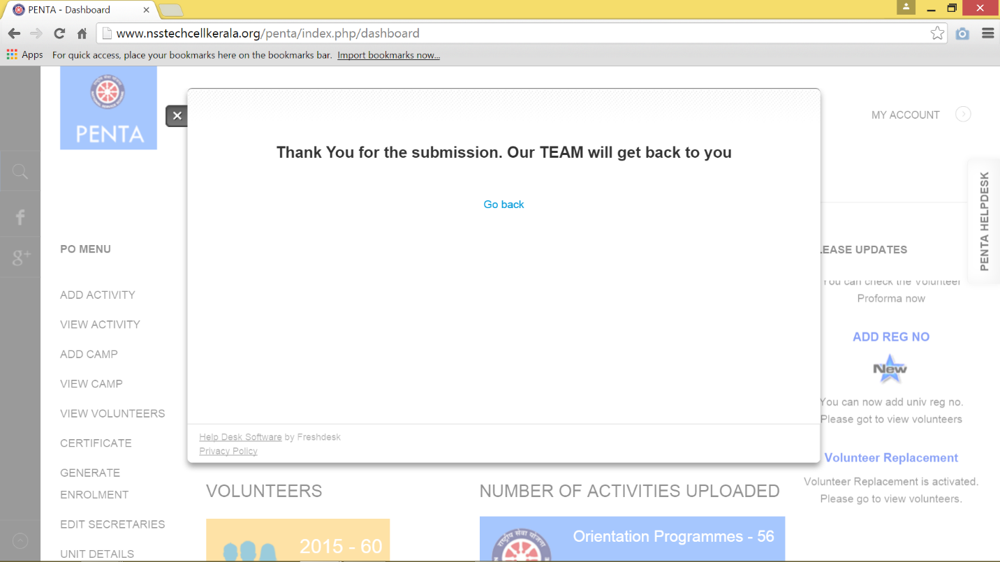 PENTA - Dashboard
www.nsstechcellkerala.org/penta/index.php/dashboard
Apps For quick access, place your bookmarks here on the bookmarks bar. Import bookmarks now...
PENTA
MY ACCOUNT
Thank You for the submission. Our TEAM will get back to you
Go back
Help Desk Software by Freshdesk
Privacy Policy
PENTA HELPDESK
PO MENU
ADD ACTIVITY
VIEW ACTIVITY
ADD CAMP
VIEW CAMP
VIEW VOLUNTEERS
CERTIFICATE
GENERATE
ENROLMENT
EDIT SECRETARIES
UNIT DETAILS
VOLUNTEERS
2015 - 60
NUMBER OF ACTIVITIES UPLOADED
Orientation Programmes - 56
LEASE UPDATES
You can check the Volunteer
Proforma now
ADD REG NO
New
You can now add univ reg no.
Please got to view volunteers
Volunteer Replacement
Volunteer Replacement is activated.
Please go to view volunteers.